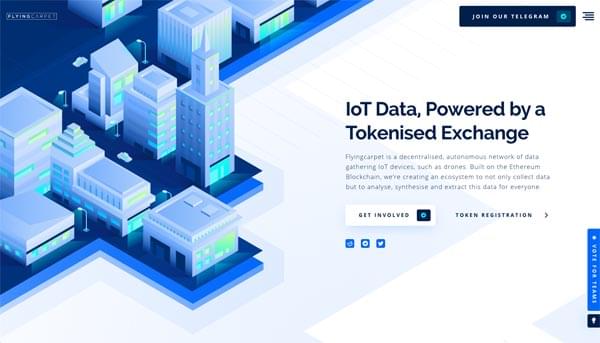 FLYINGCARPET
JOIN OUR TELEGRAM
IoT Data, Powered by a
Tokenised Exchange
Flyingcarpet is a decentralised, autonomous network of data
gathering IoT devices, such as drones. Built on the Ethereum
Blockchain, we're creating an ecosystem to not only collect data
but to analyse, synthesise and extract this data for everyone.
GET INVOLVED
TOKEN REGISTRATION
VOTE FOR TEAMS